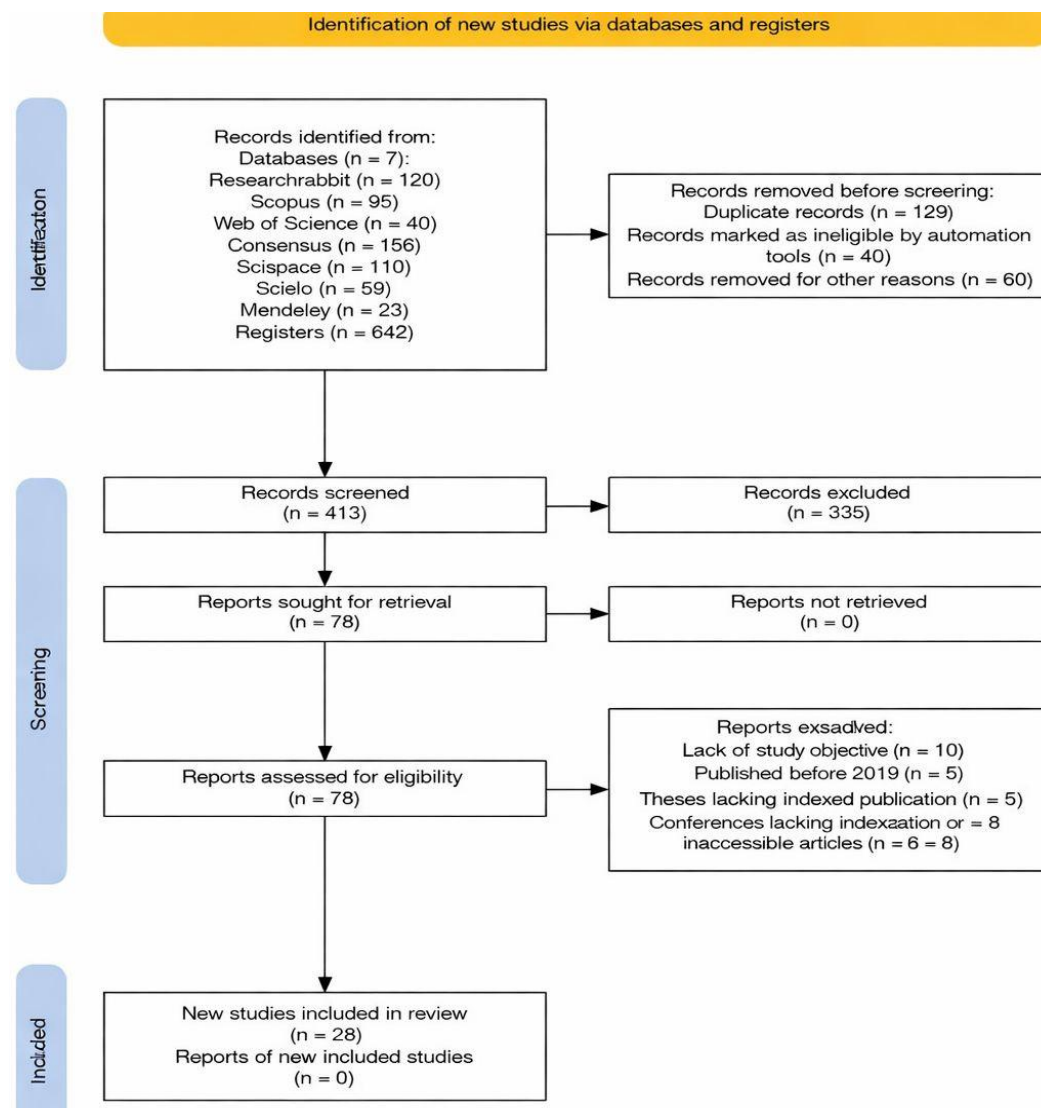 Identification of new studies via databases and registers
Identification
Records identified from:
Databases (n = 7):
Researchrabbit (n = 120)
Scopus (n = 95)
Web of Science (n = 40)
Consensus (n = 156)
Scispace (n = 110)
Scielo (n = 59)
Mendeley (n = 23)
Registers (n = 642)
Records removed before screering:
Duplicate records (n = 129)
Records marked as ineligible by automation
tools (n = 40)
Records removed for other reasons (n = 60)
Screening
Records screened
(n = 413)
Records excluded
(n = 335)
Reports sought for retrieval
(n = 78)
Reports not retrieved
(n = 0)
Reports assessed for eligibility
(n = 78)
Reports
Lack of study objective (n = 10)
Published before 2019 (n = 5)
Theses lacking indexed publication (n = 5)
Conferences lacking or = 8
inaccessible articles (n = 6 = 8)
Included
New studies included in review
(n = 28)
Reports of new included studies
(n = 0)